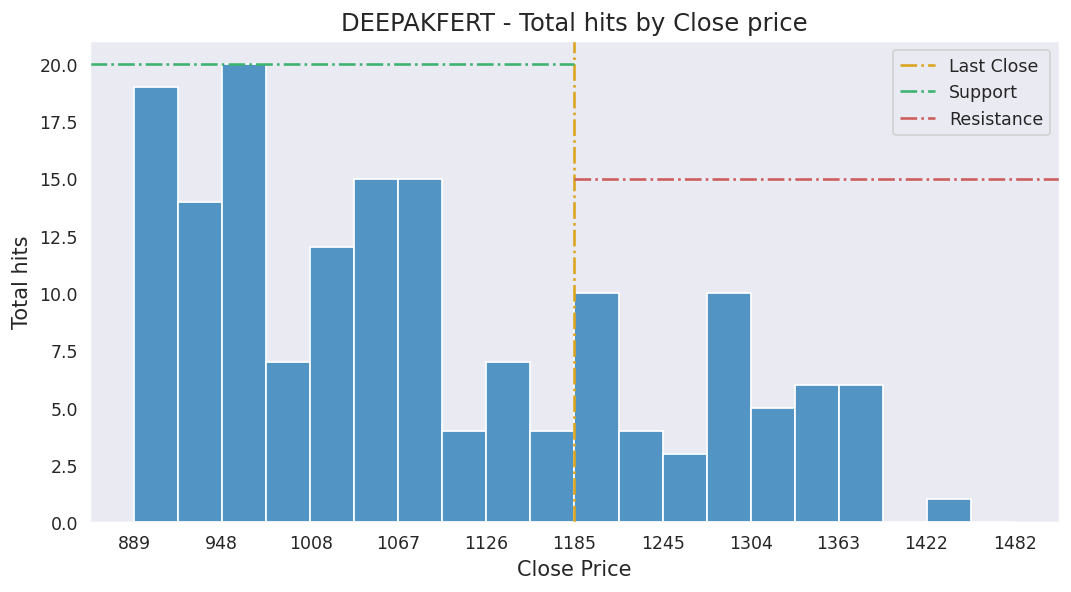 DEEPAKFERT - Total hits by Close price
Last Close
Support
Resistance
Total hits
20.0
17.5
15.0
12.5
10.0
7.5
5.0
2.5
0.0
889 948 1008 1067 1126 1185 1245 1304 1363 1422 1482
Close Price